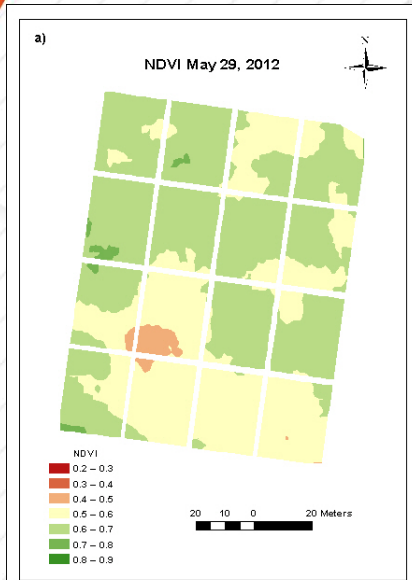 a)
N
NDVI May 29, 2012
NDVI
0.2 – 0.3
0.3 – 0.4
0.4 – 0.5
0.5 – 0.6
0.6 – 0.7
0.7 – 0.8
0.8 – 0.9
20 10 0 20 Meters